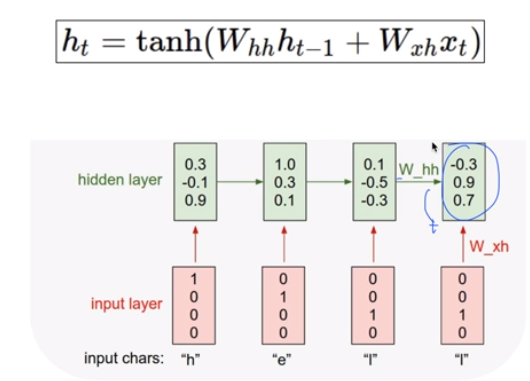 h_t = tanh(W_hh h_{t-1} + W_xh x_t)
hidden layer
0.3 1.0 0.1 W_hh -0.3
-0.1 0.3 -0.5 0.9
0.9 0.1 -0.3 0.7
t
W_xh
input layer
1 0 0 0
0 1 0 0
0 0 1 1
0 0 0 0
input chars: "h" "e" "l" "l"